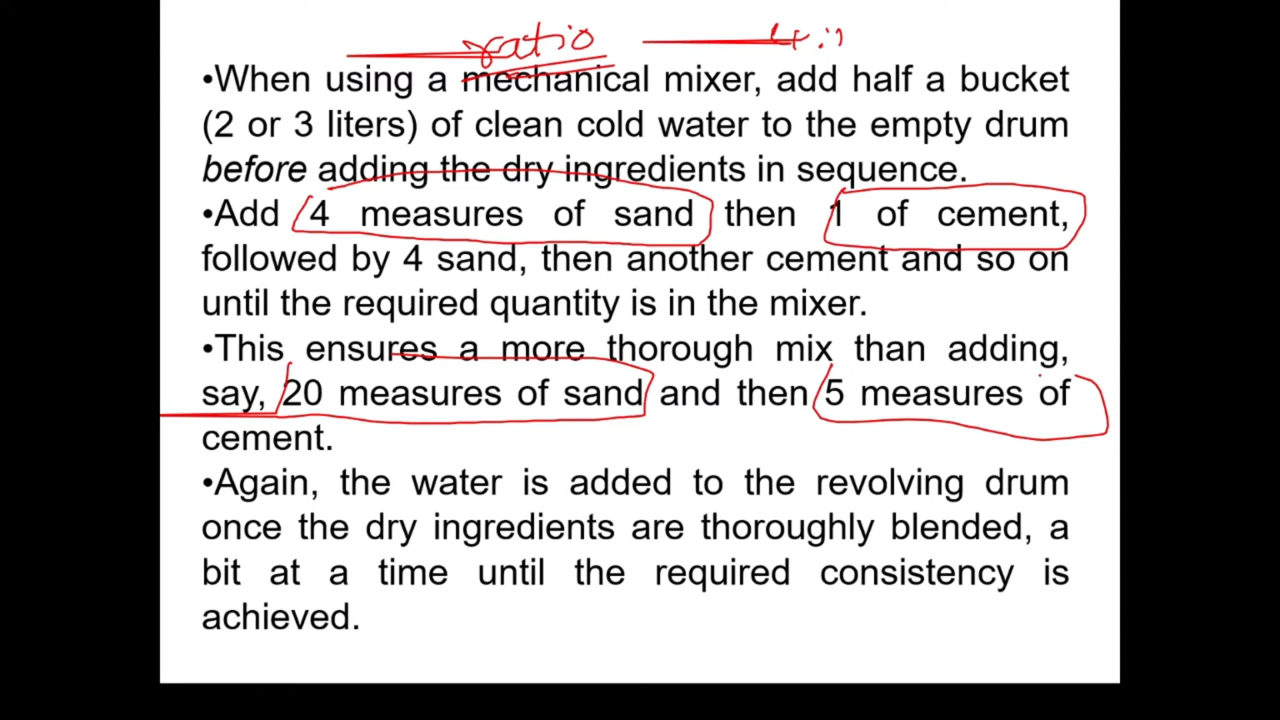 ratio 4:1
•When using a mechanical mixer, add half a bucket
(2 or 3 liters) of clean cold water to the empty drum
before adding the dry ingredients in sequence.
•Add 4 measures of sand then 1 of cement,
followed by 4 sand, then another cement and so on
until the required quantity is in the mixer.
•This ensures a more thorough mix than adding,
say, 20 measures of sand and then 5 measures of
cement.
•Again, the water is added to the revolving drum
once the dry ingredients are thoroughly blended, a
bit at a time until the required consistency is
achieved.